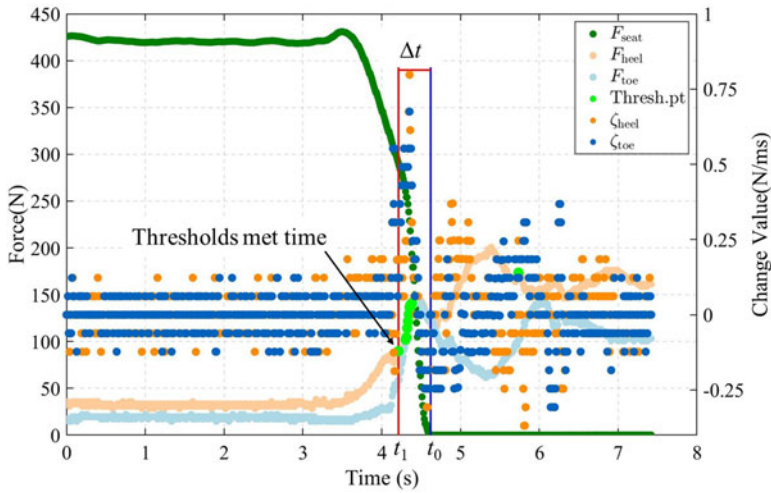 450
400
350
300
250
200
150
100
50
0
Force(N)
1
0.75
0.5
0.25
0
-0.25
Change Value(N/ms)
Δt
F_seat
F_heel
F_toe
Thresh.pt
ζ_heel
ζ_toe
Thresholds met time
0 1 2 3 4 t₁ t₀ 5 6 7 8
Time (s)